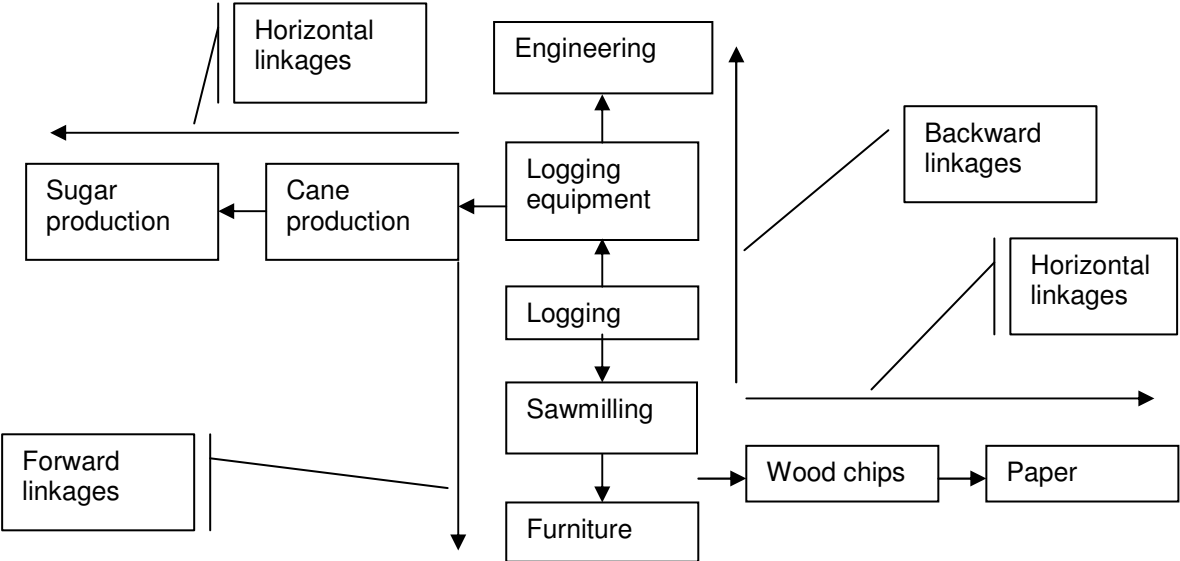 Horizontal
linkages
Engineering
Backward
linkages
Sugar
production
Cane
production
Logging
equipment
Horizontal
linkages
Logging
Sawmilling
Forward
linkages
Wood chips
Paper
Furniture